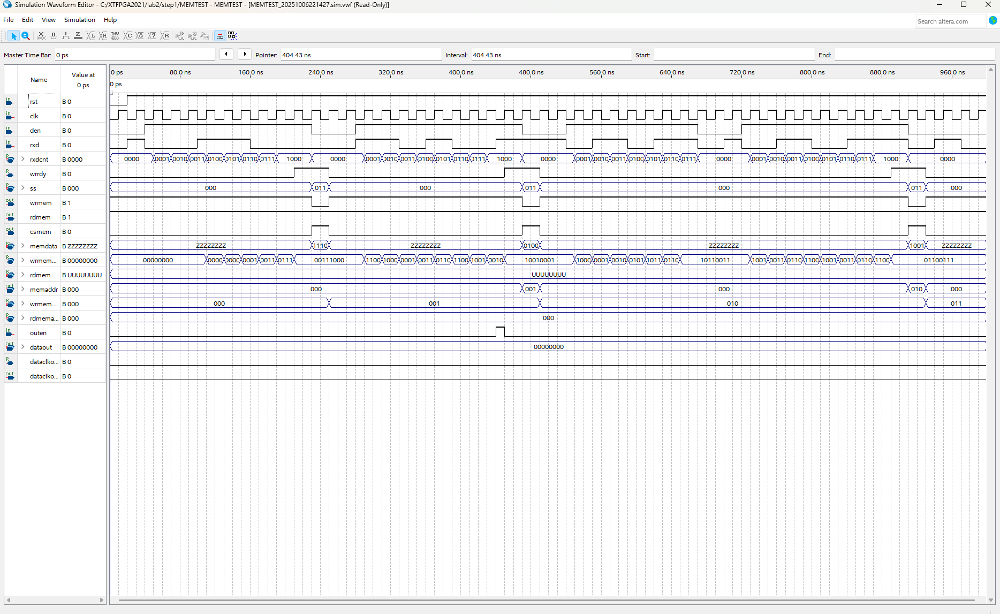 Simulation Waveform Editor - C:/XTFPGA2021/lab2/step1/MEMTEST - MEMTEST - [MEMTEST_20251006221427.sim.vwf (Read-Only)]
File Edit View Simulation Help
Search altera.com
Master Time Bar: 0 ps Pointer: 404.43 ns Interval: 404.43 ns Start: End:
Name Value at 0 ps
0 ps 80.0 ns 160.0 ns 240.0 ns 320.0 ns 400.0 ns 480.0 ns 560.0 ns 640.0 ns 720.0 ns 800.0 ns 880.0 ns 960.0 ns
0 ps
rst B 0
clk B 0
den B 0
rxd B 0
rxdcnt B 0000 0000 0001 0010 0011 0100 0101 0110 0111 1000 0000 0001 0010 0011 0100 0101 0110 0111 1000 0000 0001 0010 0011 0100 0101 0110 0111 0000 0001 0010 0011 0100 0101 0110 0111 1000 0000
wrrdy B 0
ss B 000 000 011 000 011 000 011 000
wrmem B 1
rdmem B 1
csmem B 0
memdata B ZZZZZZZZ ZZZZZZZZ 1110 ZZZZZZZZ 0100 ZZZZZZZZ 1001 ZZZZZZZZ
wrmem... B 00000000 00000000 0000 0000 0001 0011 0111 00111000 1100 1000 0001 0011 0110 1100 1001 0010 10010001 1000 0001 0010 0101 1011 0110 10110011 1001 0011 0110 1100 1001 0011 0110 1100 01100111
rdmem... B UUUUUUUU UUUUUUUU
memaddr B 000 000 001 000 010 000
wrmem... B 000 000 001 010 011
rdmema... B 000 000
outen B 0
dataout B 00000000 00000000
dataclko... B 0
dataclko... B 0